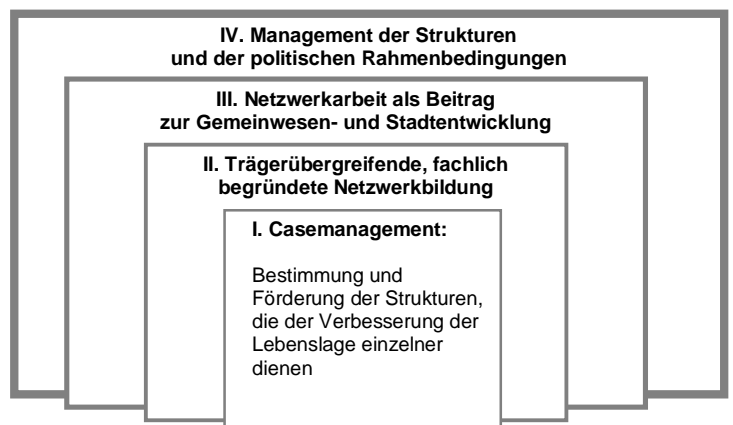 IV. Management der Strukturen
und der politischen Rahmenbedingungen
III. Netzwerkarbeit als Beitrag
zur Gemeinwesen- und Stadtentwicklung
II. Trägerübergreifende, fachlich
begründete Netzwerkbildung
I. Casemanagement:
Bestimmung und
Förderung der Strukturen,
die der Verbesserung der
Lebenslage einzelner
dienen